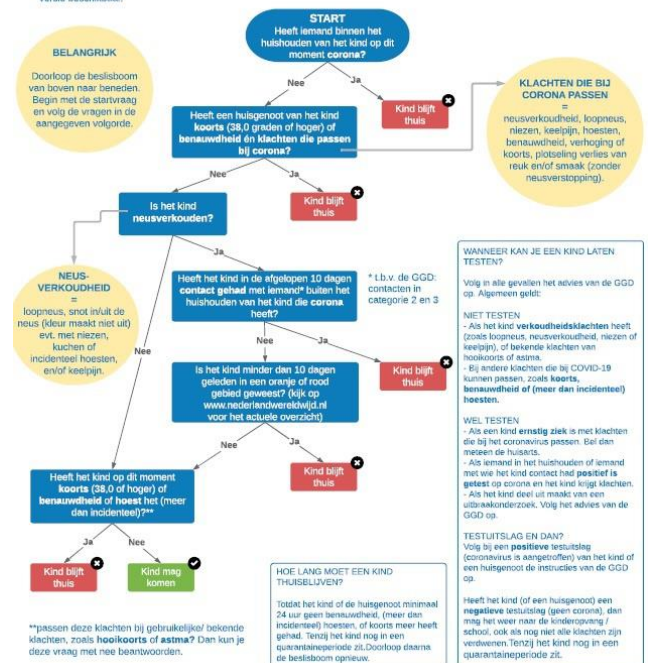 START
Heeft iemand binnen het
huishouden van het kind op dit
moment corona?
BELANGRIJK
Doorloop de beslisboom
van boven naar beneden.
Begin met de startvraag
en volg de vragen in de
aangegeven volgorde.
Nee
Ja
Kind blijft
thuis
KLACHTEN DIE BIJ
CORONA PASSEN
=
neusverkoudheid, loopneus,
niezen, keelpijn, hoesten,
benauwdheid, verhoging of
koorts, plotseling verlies van
reuk en/of smaak (zonder
neusverstopping).
Heeft een huisgenoot van het kind
koorts (38,0 graden of hoger) of
benauwdheid én klachten die passen
bij corona?
Nee
Ja
Kind blijft
thuis
Is het kind
neusverkouden?
Ja
NEUS-
VERKOUDHEID
=
loopneus, snot in/uit de
neus (kleur maakt niet uit)
evt. met niezen,
kuchen of
incidenteel hoesten,
en/of keelpijn.
Nee
Heeft het kind in de afgelopen 10 dagen
contact gehad met iemand* buiten het
huishouden van het kind die corona
heeft?
* t.b.v. de GGD:
contacten in
categorie 2 en 3
Nee
Ja
Kind blijft
thuis
Is het kind minder dan 10 dagen
geleden in een oranje of rood
gebied geweest? (kijk op
www.nederlandwereldwijd.nl
voor het actuele overzicht)
Nee
Ja
Kind blijft
thuis
Heeft het kind op dit moment
koorts (38,0 of hoger) of
benauwdheid of hoest het (meer
dan incidenteel)?**
Ja
Nee
Kind blijft
thuis
Kind mag
komen
**passen deze klachten bij gebruikelijke/ bekende
klachten, zoals hooikoorts of astma? Dan kun je
deze vraag met nee beantwoorden.
HOE LANG MOET EEN KIND
THUISBLIJVEN?
Totdat het kind of de huisgenoot minimaal
24 uur geen benauwdheid, (meer dan
incidenteel) hoesten, of koorts meer heeft
gehad. Tenzij het kind nog in een
quarantaineperiode zit.Doorloop daarna
de beslisboom opnieuw.
WANNEER KAN JE EEN KIND LATEN
TESTEN?
Volg in alle gevallen het advies van de GGD
op. Algemeen geldt:
NIET TESTEN
- Als het kind verkoudheidsklachten heeft
(zoals loopneus, neusverkoudheid, niezen of
keelpijn), of bekende klachten van
hooikoorts of astma.
- Bij andere klachten die bij COVID-19
kunnen passen, zoals koorts,
benauwdheid of (meer dan incidenteel)
hoesten.
WEL TESTEN
- Als een kind ernstig ziek is met klachten
die bij het coronavirus passen. Bel dan
meteen de huisarts.
- Als iemand in het huishouden of iemand
met wie het kind contact had positief is
getest op corona en het kind krijgt klachten.
- Als het kind deel uit maakt van een
uitbraakonderzoek. Volg het advies van de
GGD op.
TESTUITSLAG EN DAN?
Volg bij een positieve testuitslag
(coronavirus is aangetroffen) van het kind of
een huisgenoot de instructies van de GGD
op.
Heeft het kind (of een huisgenoot) een
negatieve testuitslag (geen corona), dan
mag het weer naar de kinderopvang /
school, ook als nog niet alle klachten zijn
verdwenen.Tenzij het kind nog in een
quarantaineperiode zit.